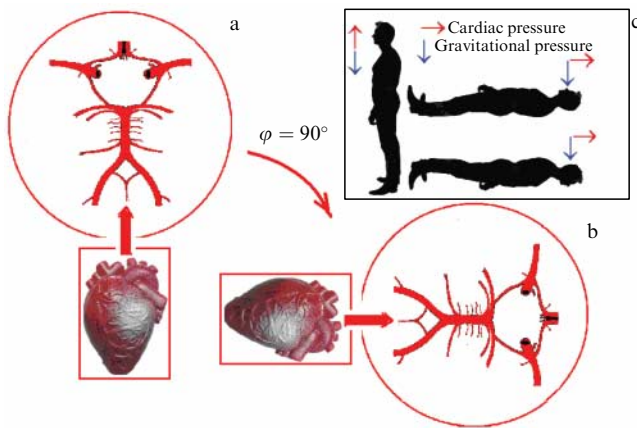 a
c
Cardiac pressure
Gravitational pressure
φ = 90°
b